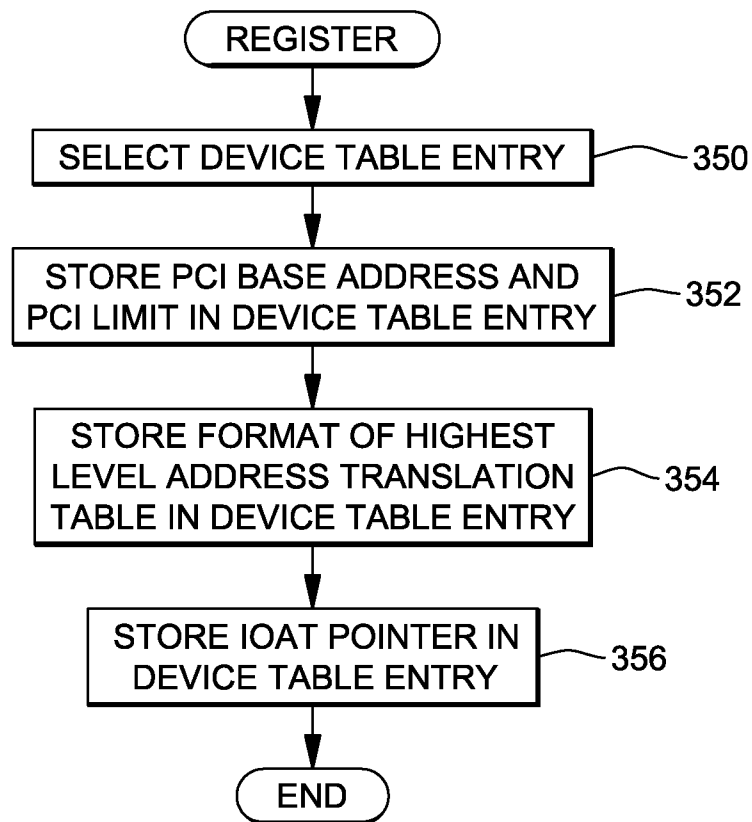 REGISTER
SELECT DEVICE TABLE ENTRY
350
STORE PCI BASE ADDRESS AND
PCI LIMIT IN DEVICE TABLE ENTRY
352
STORE FORMAT OF HIGHEST
LEVEL ADDRESS TRANSLATION
TABLE IN DEVICE TABLE ENTRY
354
STORE IOAT POINTER IN
DEVICE TABLE ENTRY
356
END